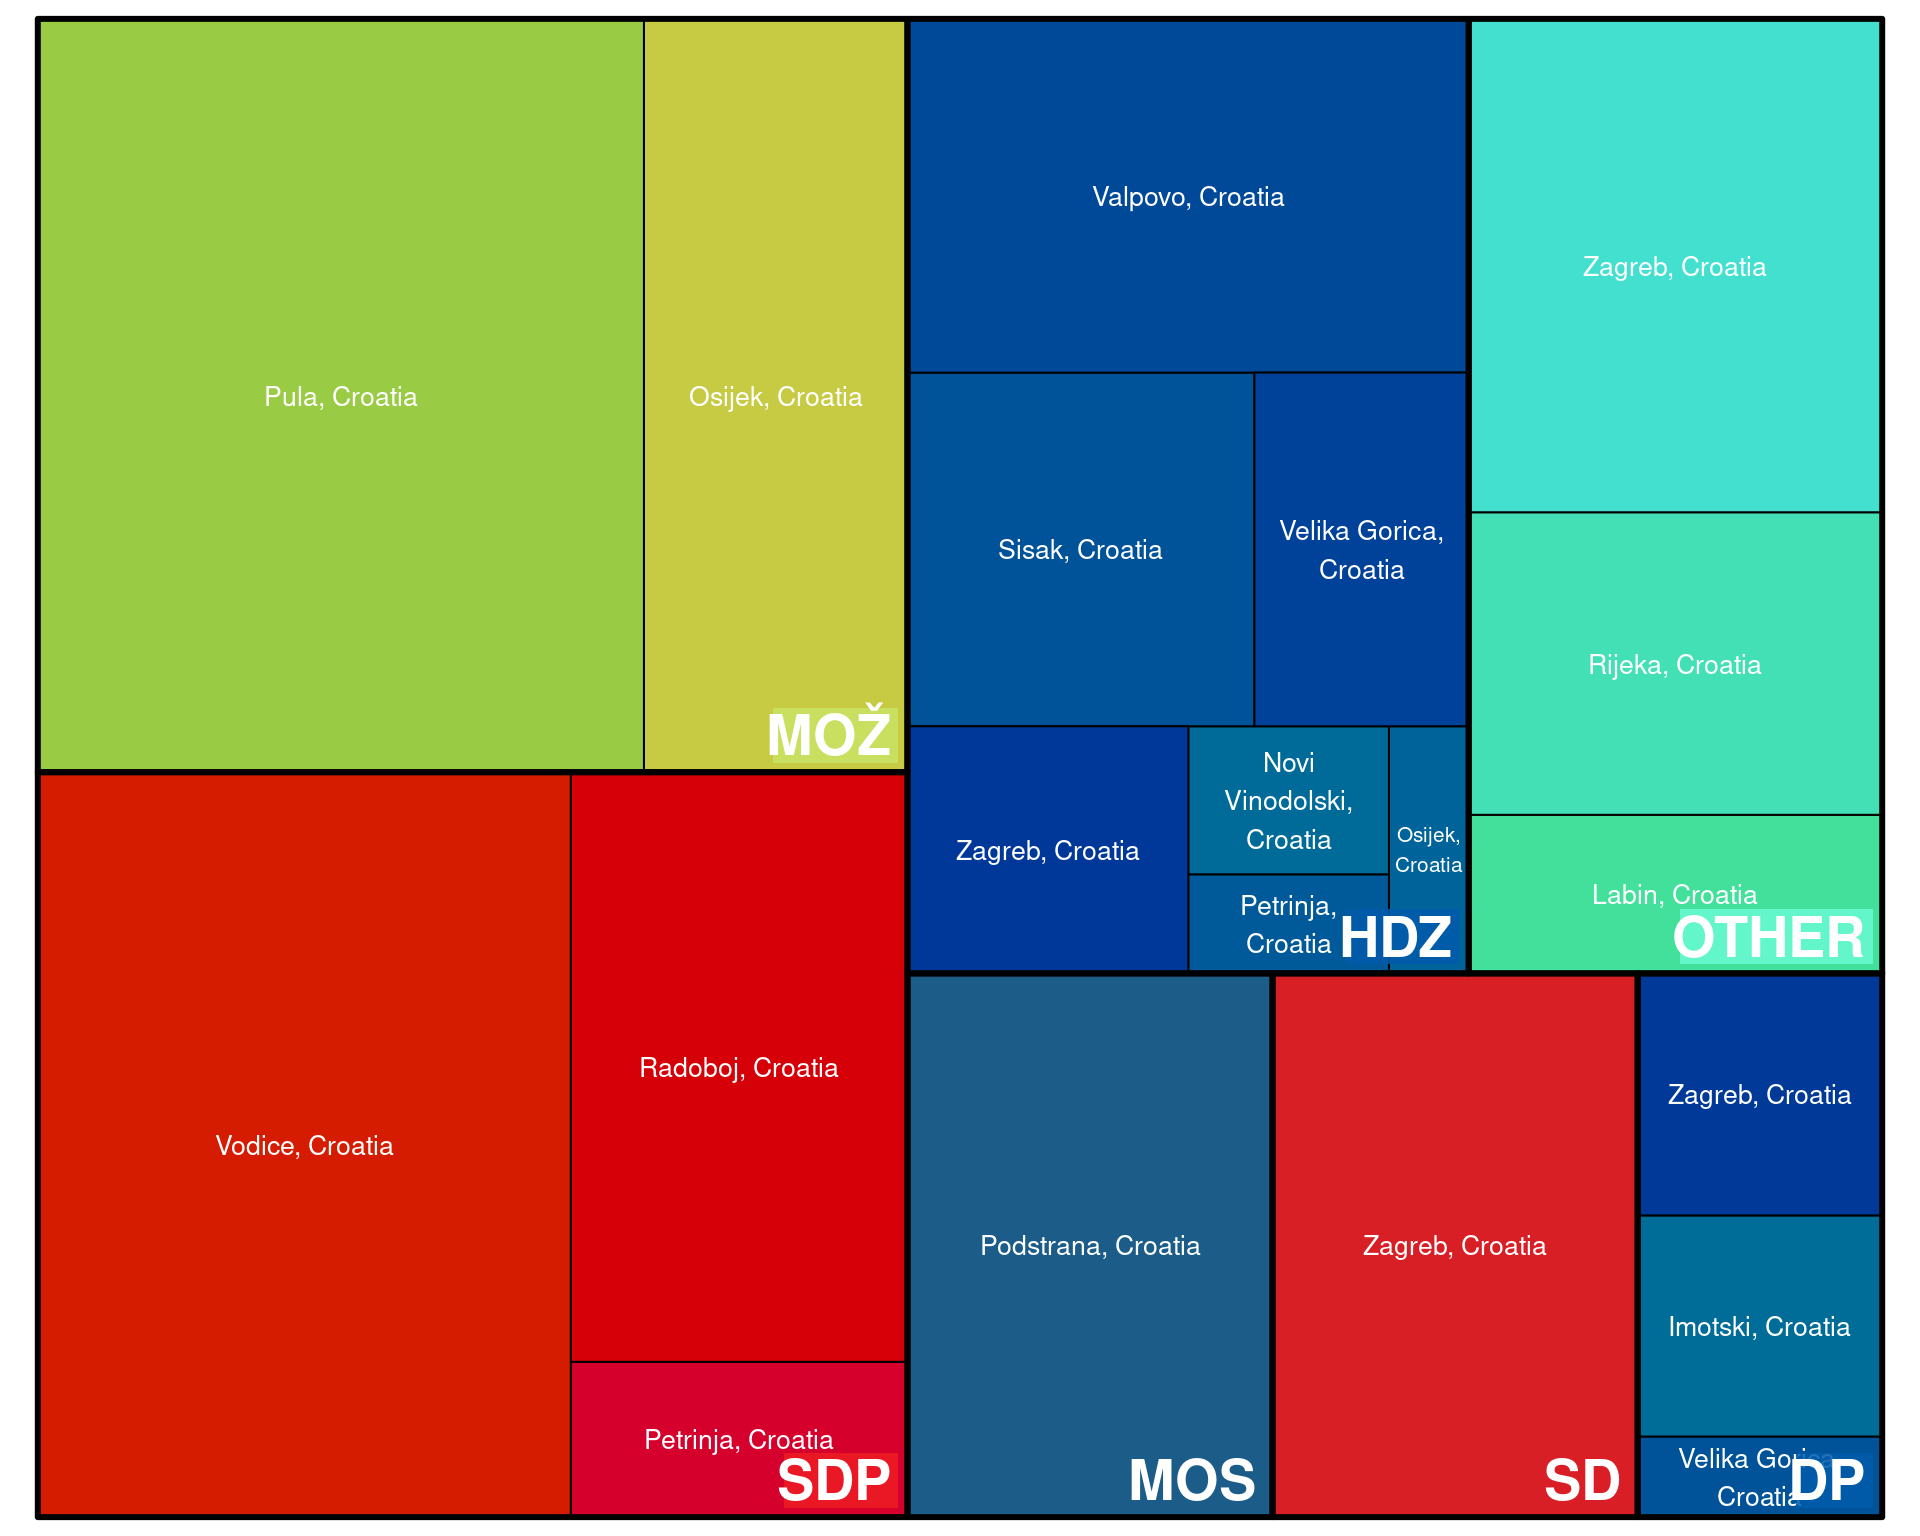 Pula, Croatia
Osijek, Croatia
MOŽ
Vodice, Croatia
Radoboj, Croatia
Petrinja, Croatia
SDP
Valpovo, Croatia
Sisak, Croatia
Velika Gorica,
Croatia
Zagreb, Croatia
Novi
Vinodolski,
Croatia
Petrinja,
Croatia
Osijek,
Croatia
HDZ
Zagreb, Croatia
Rijeka, Croatia
Labin, Croatia
OTHER
Podstrana, Croatia
MOS
Zagreb, Croatia
SD
Zagreb, Croatia
Imotski, Croatia
Velika Gorica,
Croatia
DP